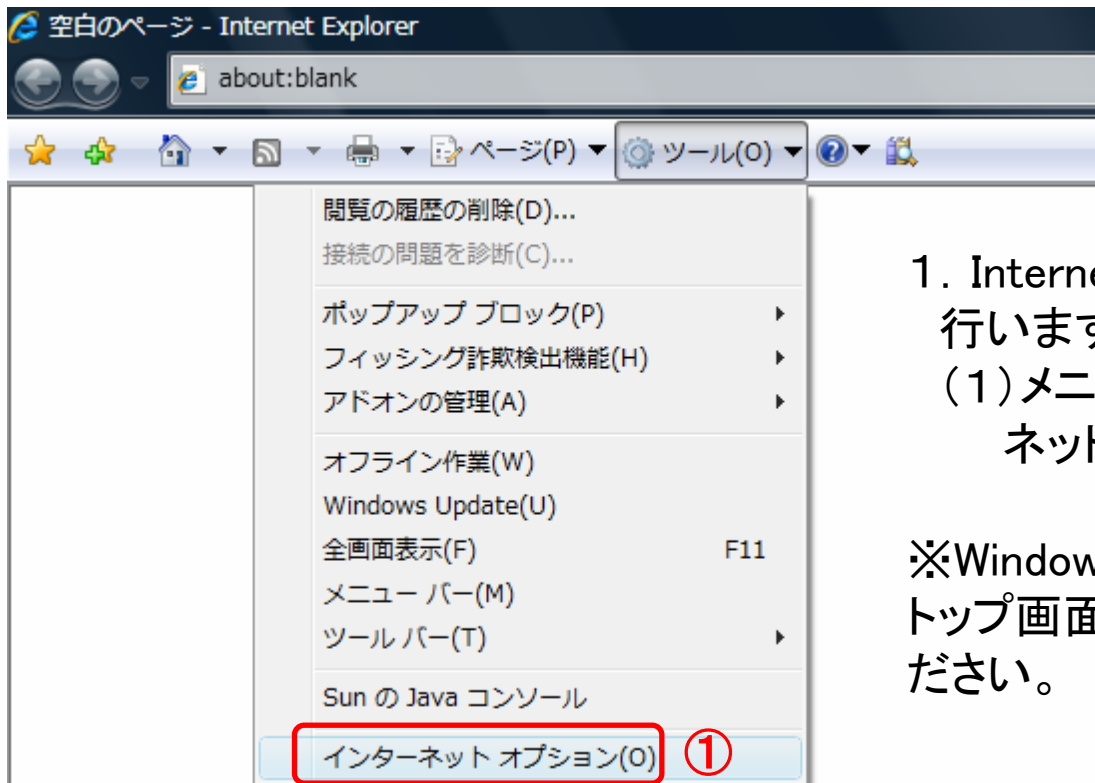 空白のページ - Internet Explorer
about:blank
ページ(P) ツール(O)
閲覧の履歴の削除(D)...
接続の問題を診断(C)...
ポップアップ ブロック(P)
フィッシング詐欺検出機能(H)
アドオンの管理(A)
オフライン作業(W)
Windows Update(U)
全画面表示(F) F11
メニュー バー(M)
ツール バー(T)
Sun の Java コンソール
インターネット オプション(O) ①
１．Interne
行います
（１）メニ
ネット
※Window
トップ画面
ださい。